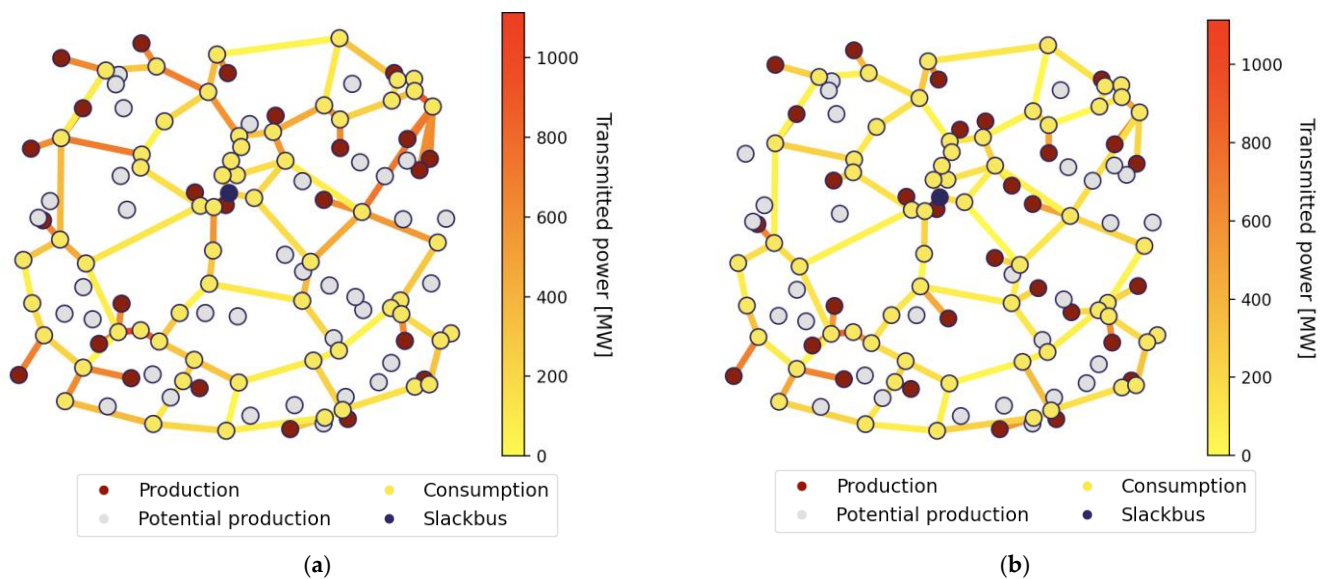 1000
800
600
400
200
0
Transmitted power [MW]
Production
Consumption
Potential production
Slackbus
(a)
1000
800
600
400
200
0
Transmitted power [MW]
Production
Consumption
Potential production
Slackbus
(b)